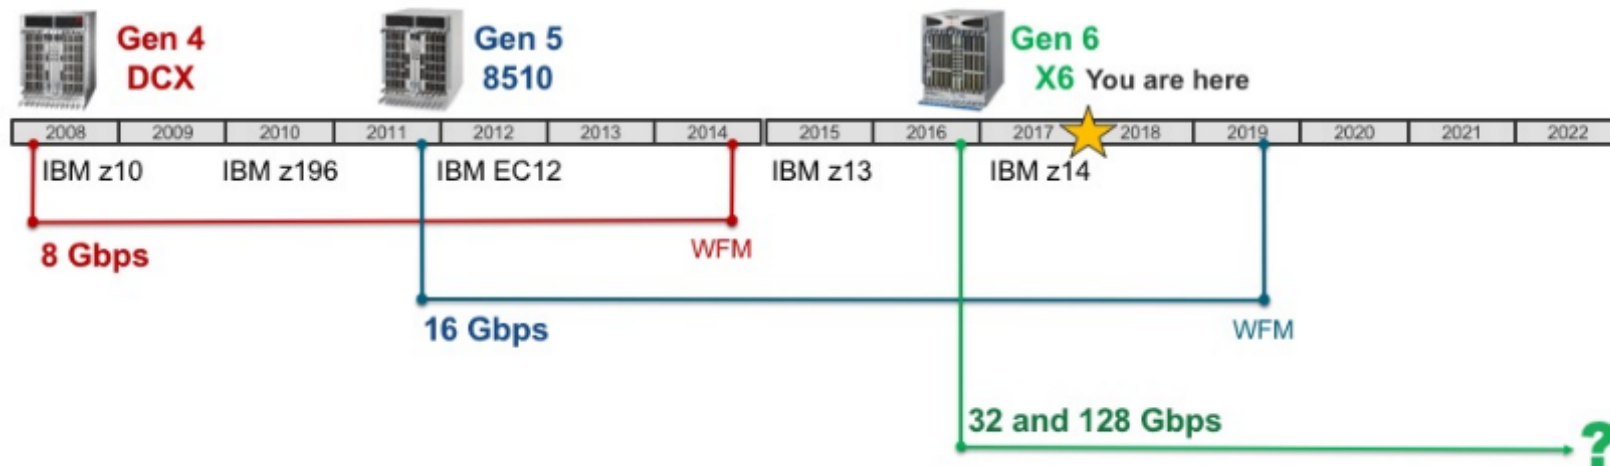 Gen 4
DCX
Gen 5
8510
Gen 6
X6 You are here
2008 2009 2010 2011 2012 2013 2014 2015 2016 2017 2018 2019 2020 2021 2022
IBM z10 IBM z196 IBM EC12 IBM z13 IBM z14
8 Gbps
WFM
16 Gbps
WFM
32 and 128 Gbps
?